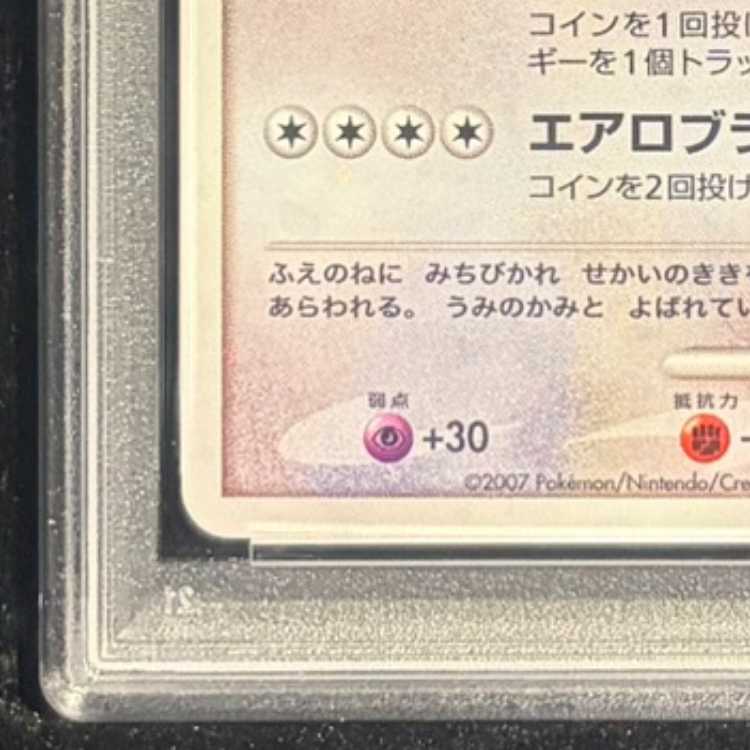 コインを1回投げ
ギーを1個トラッ
エアロブラ
コインを2回投げ
ふえのねに みちびかれ せかいのききを
あらわれる。 うみのかみと よばれてい
弱点
+30
抵抗力
©2007 Pokémon/Nintendo/Cre